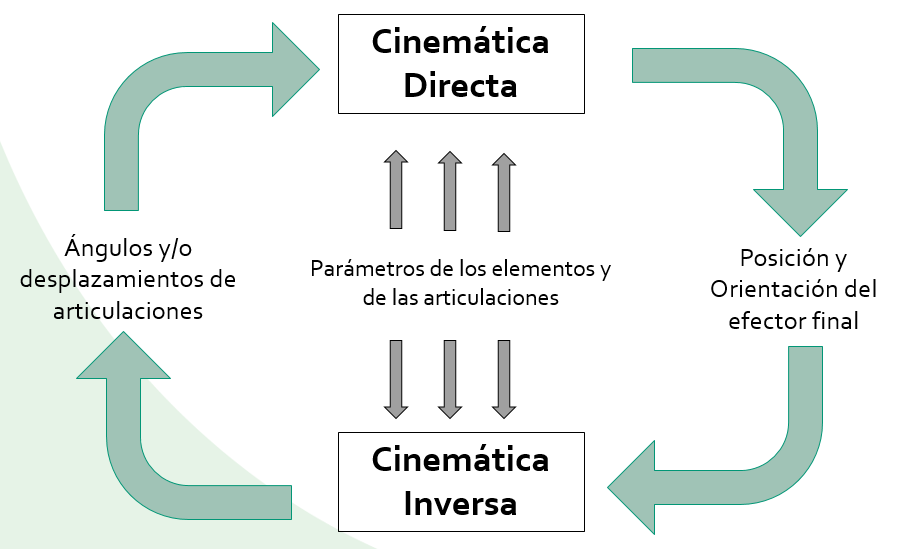 Cinemática
Directa
Ángulos y/o
desplazamientos de
articulaciones
Parámetros de los elementos y
de las articulaciones
Posición y
Orientación del
efector final
Cinemática
Inversa